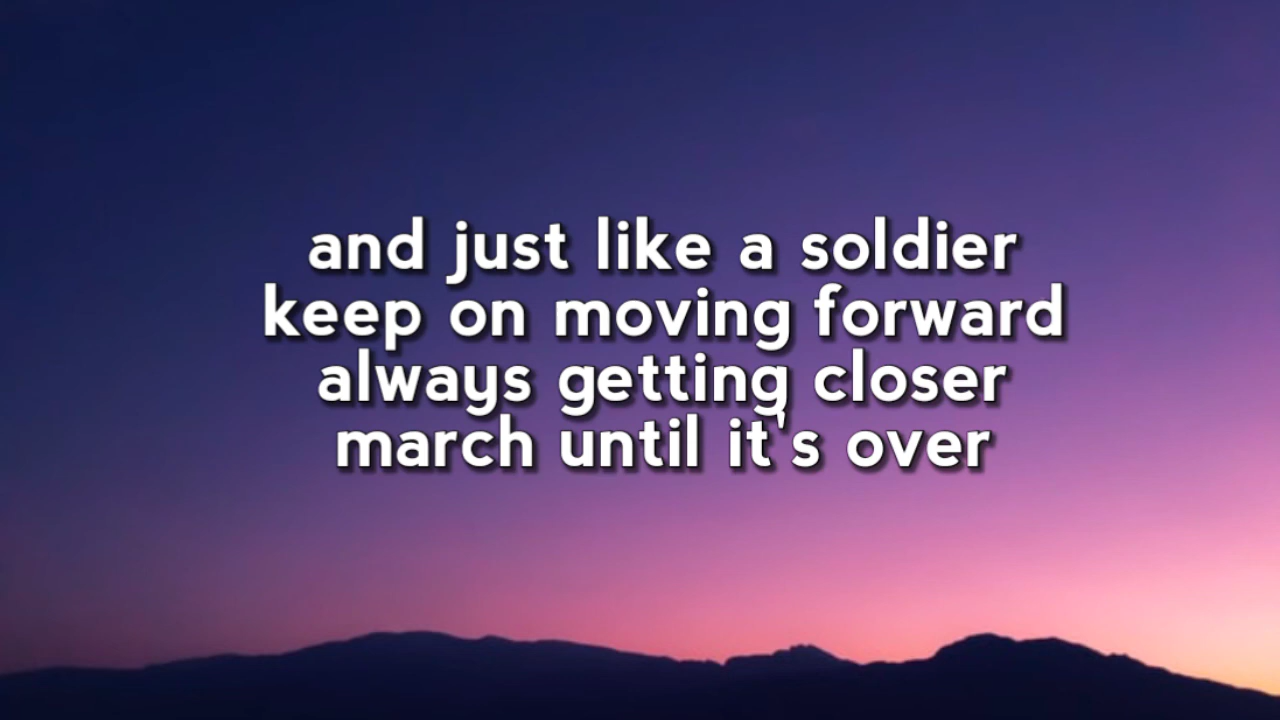 and just like a soldier
keep on moving forward
always getting closer
march until it's over